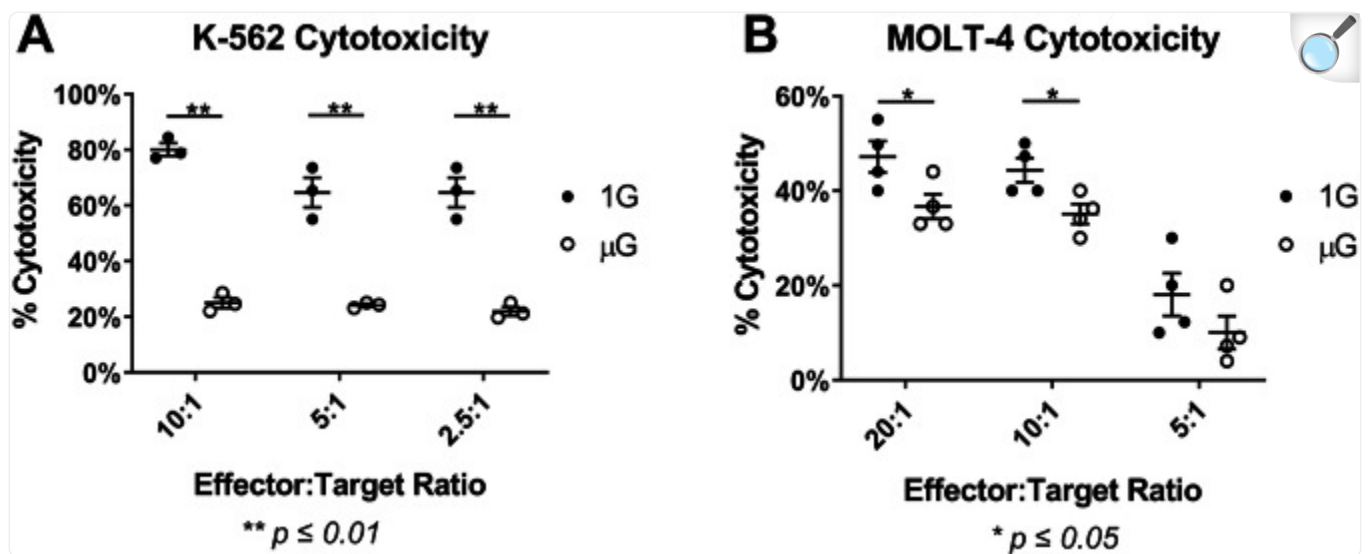 A K-562 Cytotoxicity
100%
80%
60%
40%
20%
0%
% Cytotoxicity
** ** **
1G
μG
10:1 5:1 2.5:1
Effector:Target Ratio
** p ≤ 0.01
B MOLT-4 Cytotoxicity
60%
40%
20%
0%
% Cytotoxicity
* *
1G
μG
20:1 10:1 5:1
Effector:Target Ratio
* p ≤ 0.05